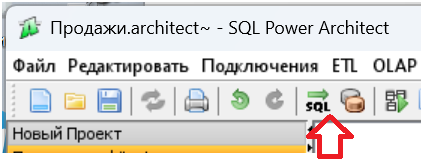 Продажи.architect~ - SQL Power Architect
Файл Редактировать Подключения ETL OLAP
SQL
Новый Проект